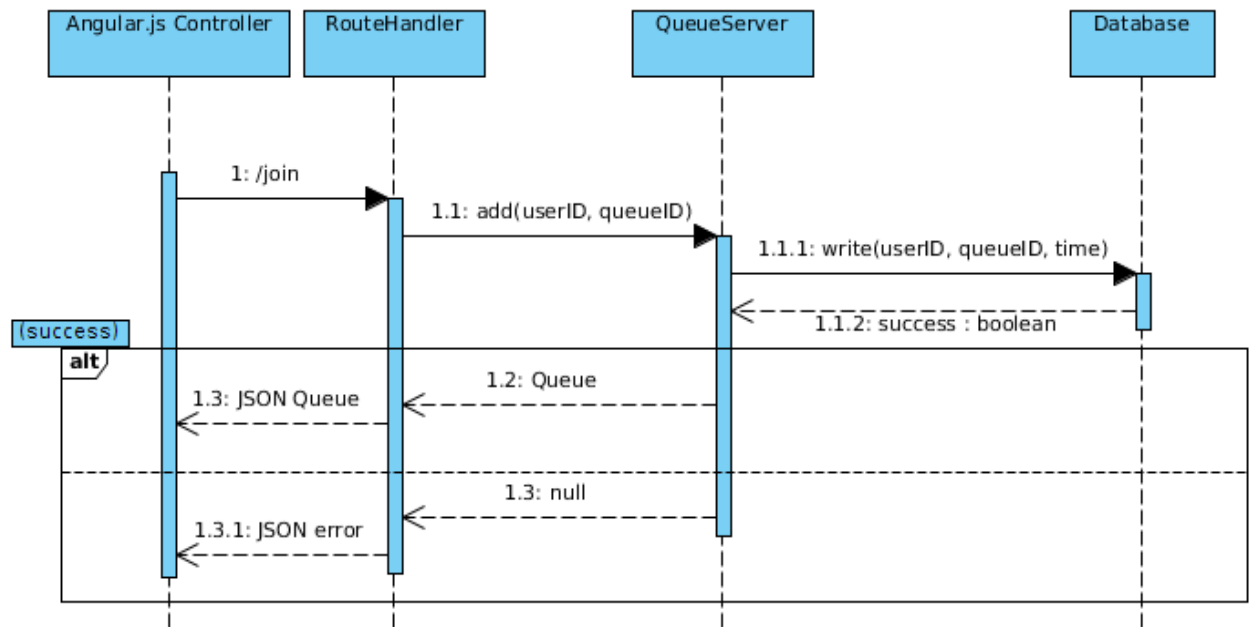 Angular.js Controller
RouteHandler
QueueServer
Database
1: /join
1.1: add(userID, queueID)
1.1.1: write(userID, queueID, time)
1.1.2: success : boolean
(success)
alt
1.2: Queue
1.3: JSON Queue
1.3: null
1.3.1: JSON error